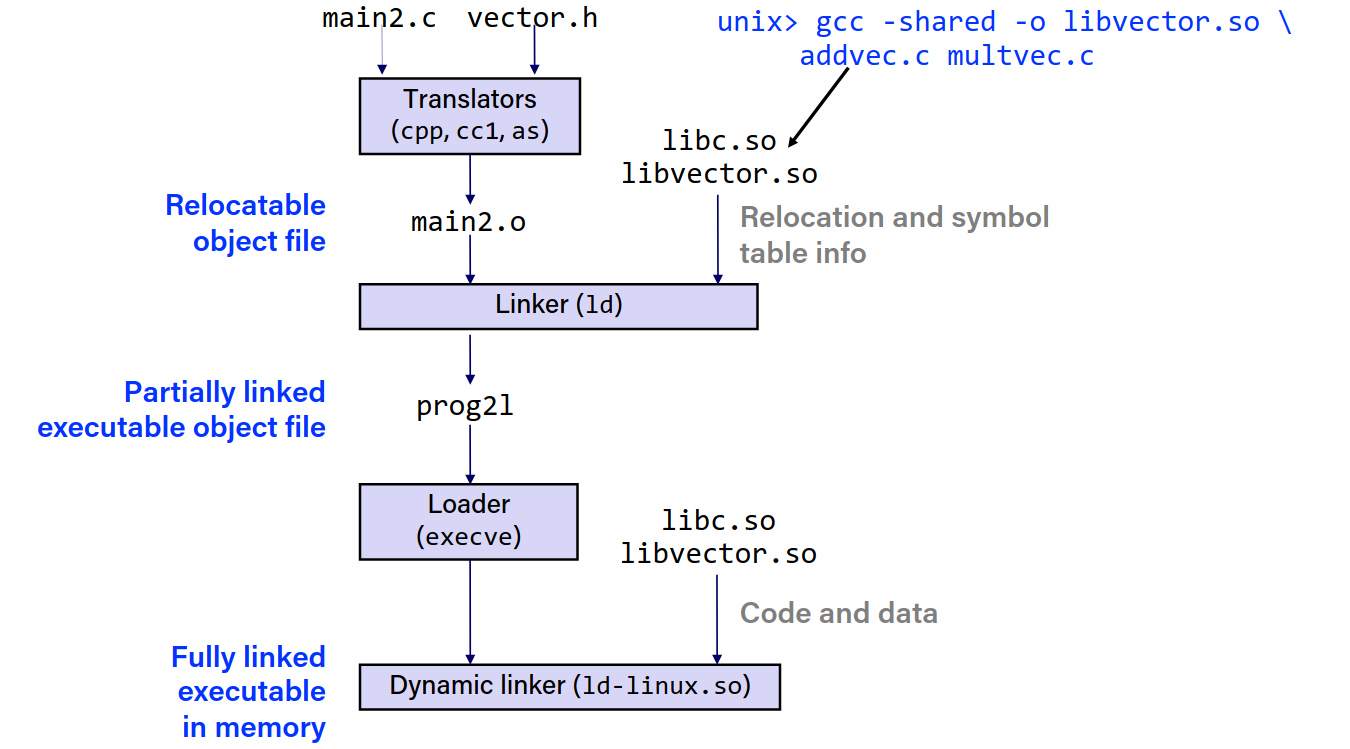 main2.c vector.h
unix> gcc -shared -o libvector.so \
addvec.c multvec.c
Translators
(cpp, cc1, as)
libc.so
libvector.so
Relocatable
object file
main2.o
Relocation and symbol
table info
Linker (ld)
Partially linked
executable object file
prog2l
Loader
(execve)
libc.so
libvector.so
Code and data
Fully linked
executable
in memory
Dynamic linker (ld-linux.so)